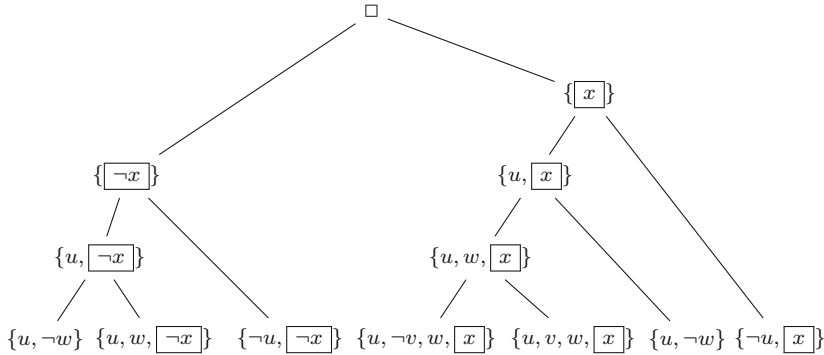 □
{ x }
{ ¬x } {u, x }
{u, ¬x } {u, w, x }
{u, ¬w} {u, w, ¬x } {¬u, ¬x } {u, ¬v, w, x } {u, v, w, x } {u, ¬w} {¬u, x }